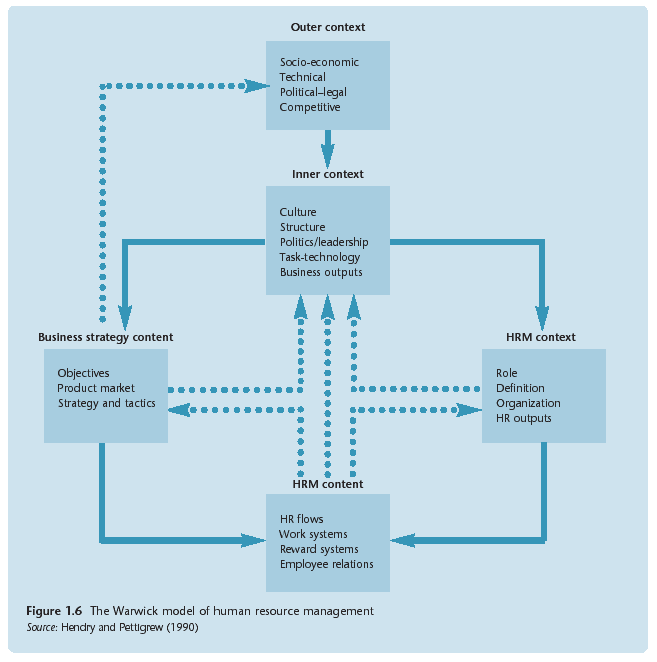 Outer context
Socio-economic
Technical
Political–legal
Competitive
Inner context
Culture
Structure
Politics/leadership
Task-technology
Business outputs
Business strategy content
Objectives
Product market
Strategy and tactics
HRM context
Role
Definition
Organization
HR outputs
HRM content
HR flows
Work systems
Reward systems
Employee relations
Figure 1.6 The Warwick model of human resource management
Source: Hendry and Pettigrew (1990)